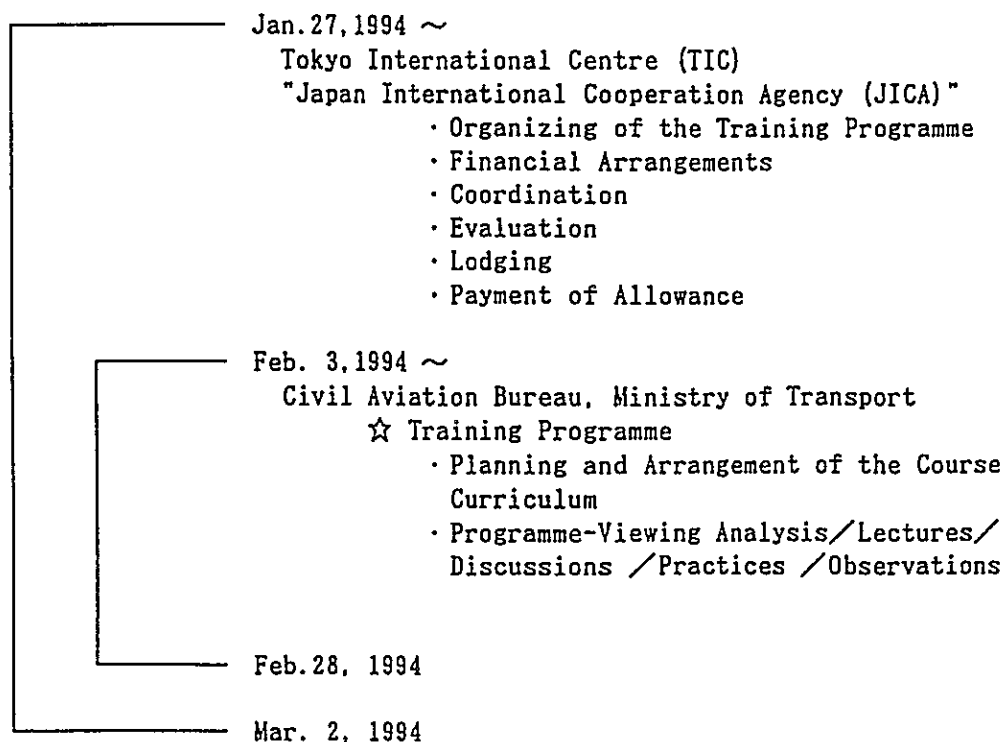 Jan.27,1994 ～
Tokyo International Centre (TIC)
"Japan International Cooperation Agency (JICA)"
・Organizing of the Training Programme
・Financial Arrangements
・Coordination
・Evaluation
・Lodging
・Payment of Allowance
Feb. 3,1994 ～
Civil Aviation Bureau, Ministry of Transport
☆ Training Programme
・Planning and Arrangement of the Course
Curriculum
・Programme-Viewing Analysis／Lectures／
Discussions ／Practices ／Observations
Feb.28, 1994
Mar. 2, 1994